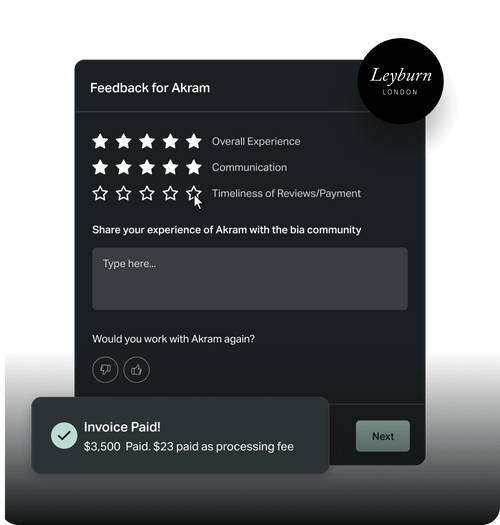 Leyburn
LONDON
Feedback for Akram
Overall Experience
Communication
Timeliness of Reviews/Payment
Share your experience of Akram with the bia community
Type here...
Would you work with Akram again?
Invoice Paid!
$3,500 Paid. $23 paid as processing fee
Next